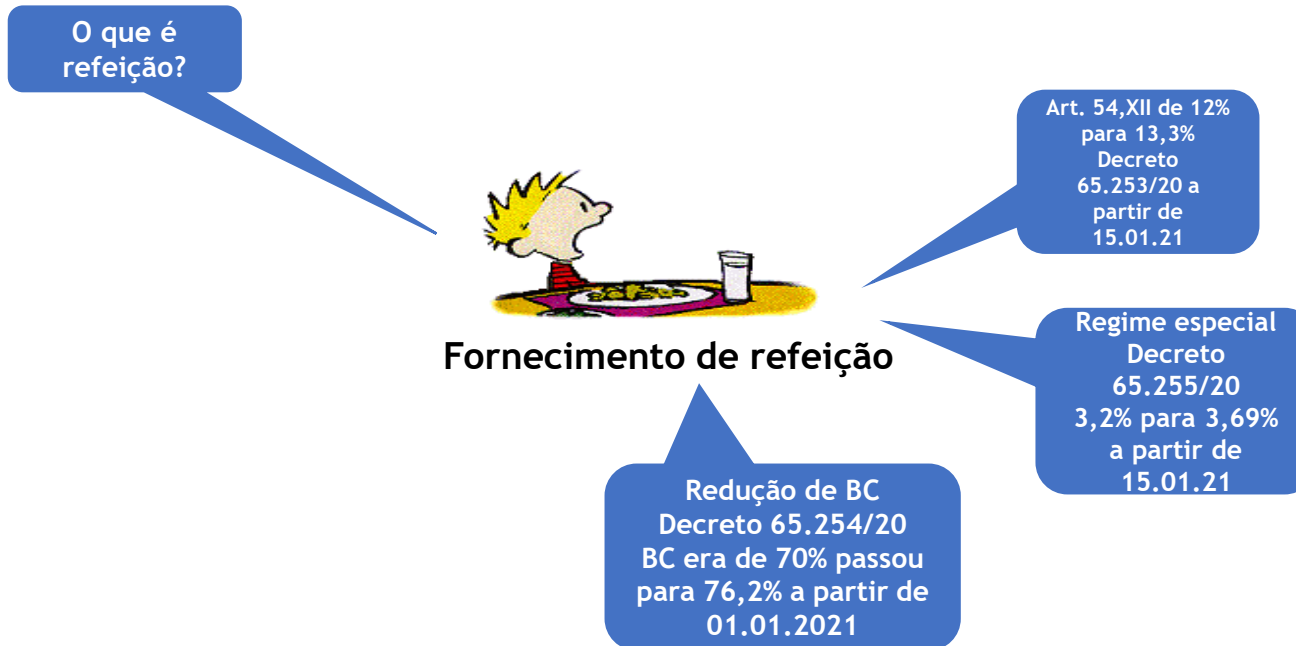 O que é
refeição?
Art. 54,XII de 12%
para 13,3%
Decreto
65.253/20 a
partir de
15.01.21
Fornecimento de refeição
Regime especial
Decreto
65.255/20
3,2% para 3,69%
a partir de
15.01.21
Redução de BC
Decreto 65.254/20
BC era de 70% passou
para 76,2% a partir de
01.01.2021